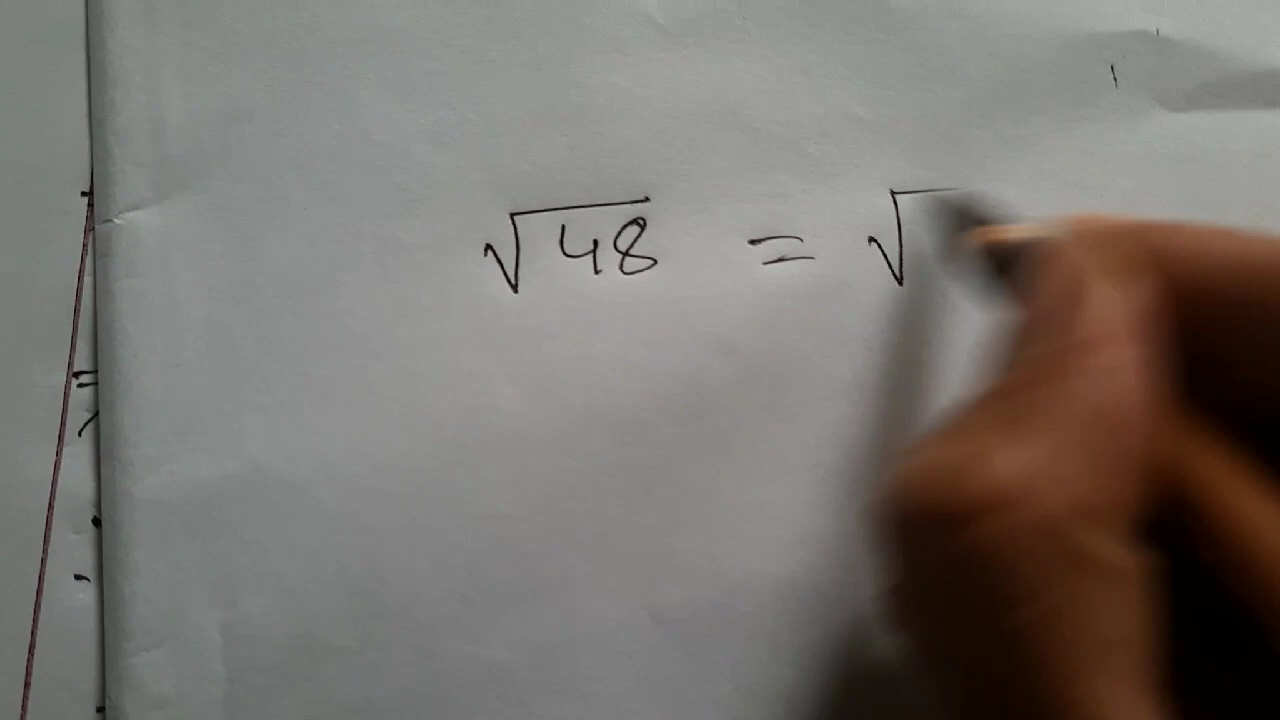 √48 = √